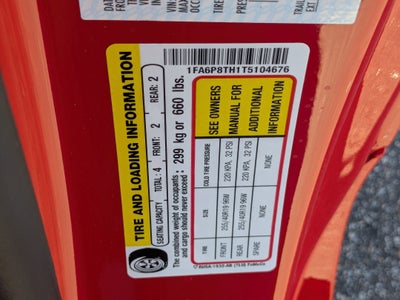 TIRE AND LOADING INFORMATION
SEATING CAPACITY TOTAL: 4 FRONT: 2 REAR: 2
The combined weight of occupants
and cargo should never exceed: 299 kg or 660 lbs.
TIRE SIZE COLD TIRE PRESSURE
FRONT 255/40R19 96W 220 KPA, 32 PSI
REAR 255/40R19 96W 220 KPA, 32 PSI
SPARE NONE NONE
SEE OWNERS
MANUAL FOR
ADDITIONAL
INFORMATION
1FA6P8TH1T5104676